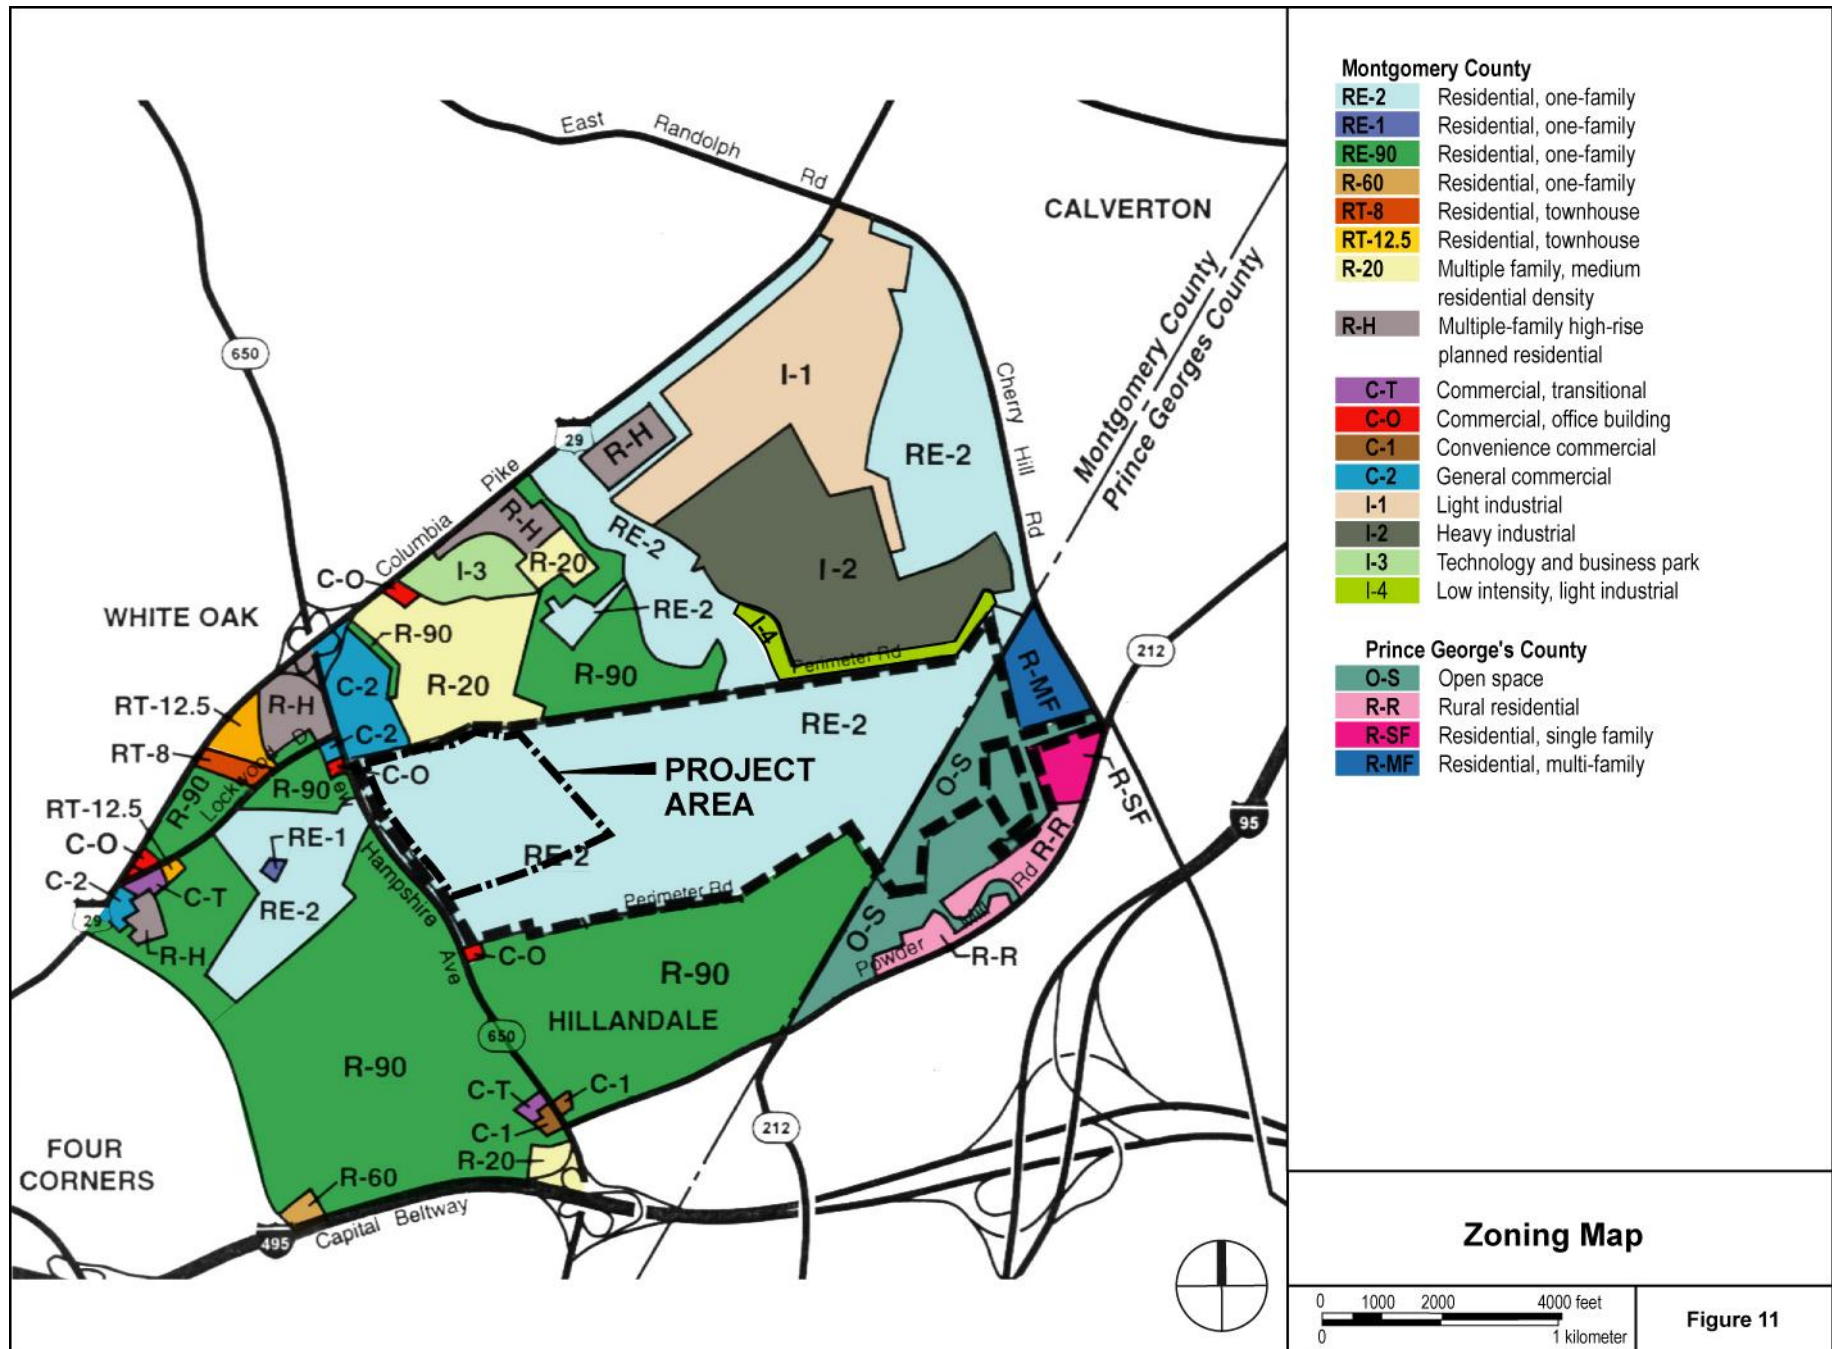 East Randolph Rd
CALVERTON
650
Montgomery County
Prince Georges County
I-1
Cherry Hill Rd
29
R-H
RE-2
Columbia Pike
R-H
RE-2
R-20
I-3
I-2
C-O
WHITE OAK
RE-2
R-90
I-4
Perimeter Rd
212
R-MF
C-2
R-20
R-90
RT-12.5
R-H
RE-2
C-2
RT-8
C-O
PROJECT
AREA
O-S
R-90
R-90
Lockwood D
ew
RT-12.5
R-SF
95
C-O
RE-1
Hampshire Ave
RE-2
R-R
C-2
C-T
RE-2
Perimeter Rd
29
R-H
C-O
O-S
Powder Mill Rd
R-R
R-90
HILLANDALE
650
R-90
C-T
C-1
C-1
212
FOUR
CORNERS
R-20
R-60
Capital Beltway
495
Montgomery County
RE-2 Residential, one-family
RE-1 Residential, one-family
RE-90 Residential, one-family
R-60 Residential, one-family
RT-8 Residential, townhouse
RT-12.5 Residential, townhouse
R-20 Multiple family, medium
residential density
R-H Multiple-family high-rise
planned residential
C-T Commercial, transitional
C-O Commercial, office building
C-1 Convenience commercial
C-2 General commercial
I-1 Light industrial
I-2 Heavy industrial
I-3 Technology and business park
I-4 Low intensity, light industrial
Prince George's County
O-S Open space
R-R Rural residential
R-SF Residential, single family
R-MF Residential, multi-family
Zoning Map
0 1000 2000 4000 feet
0 1 kilometer
Figure 11